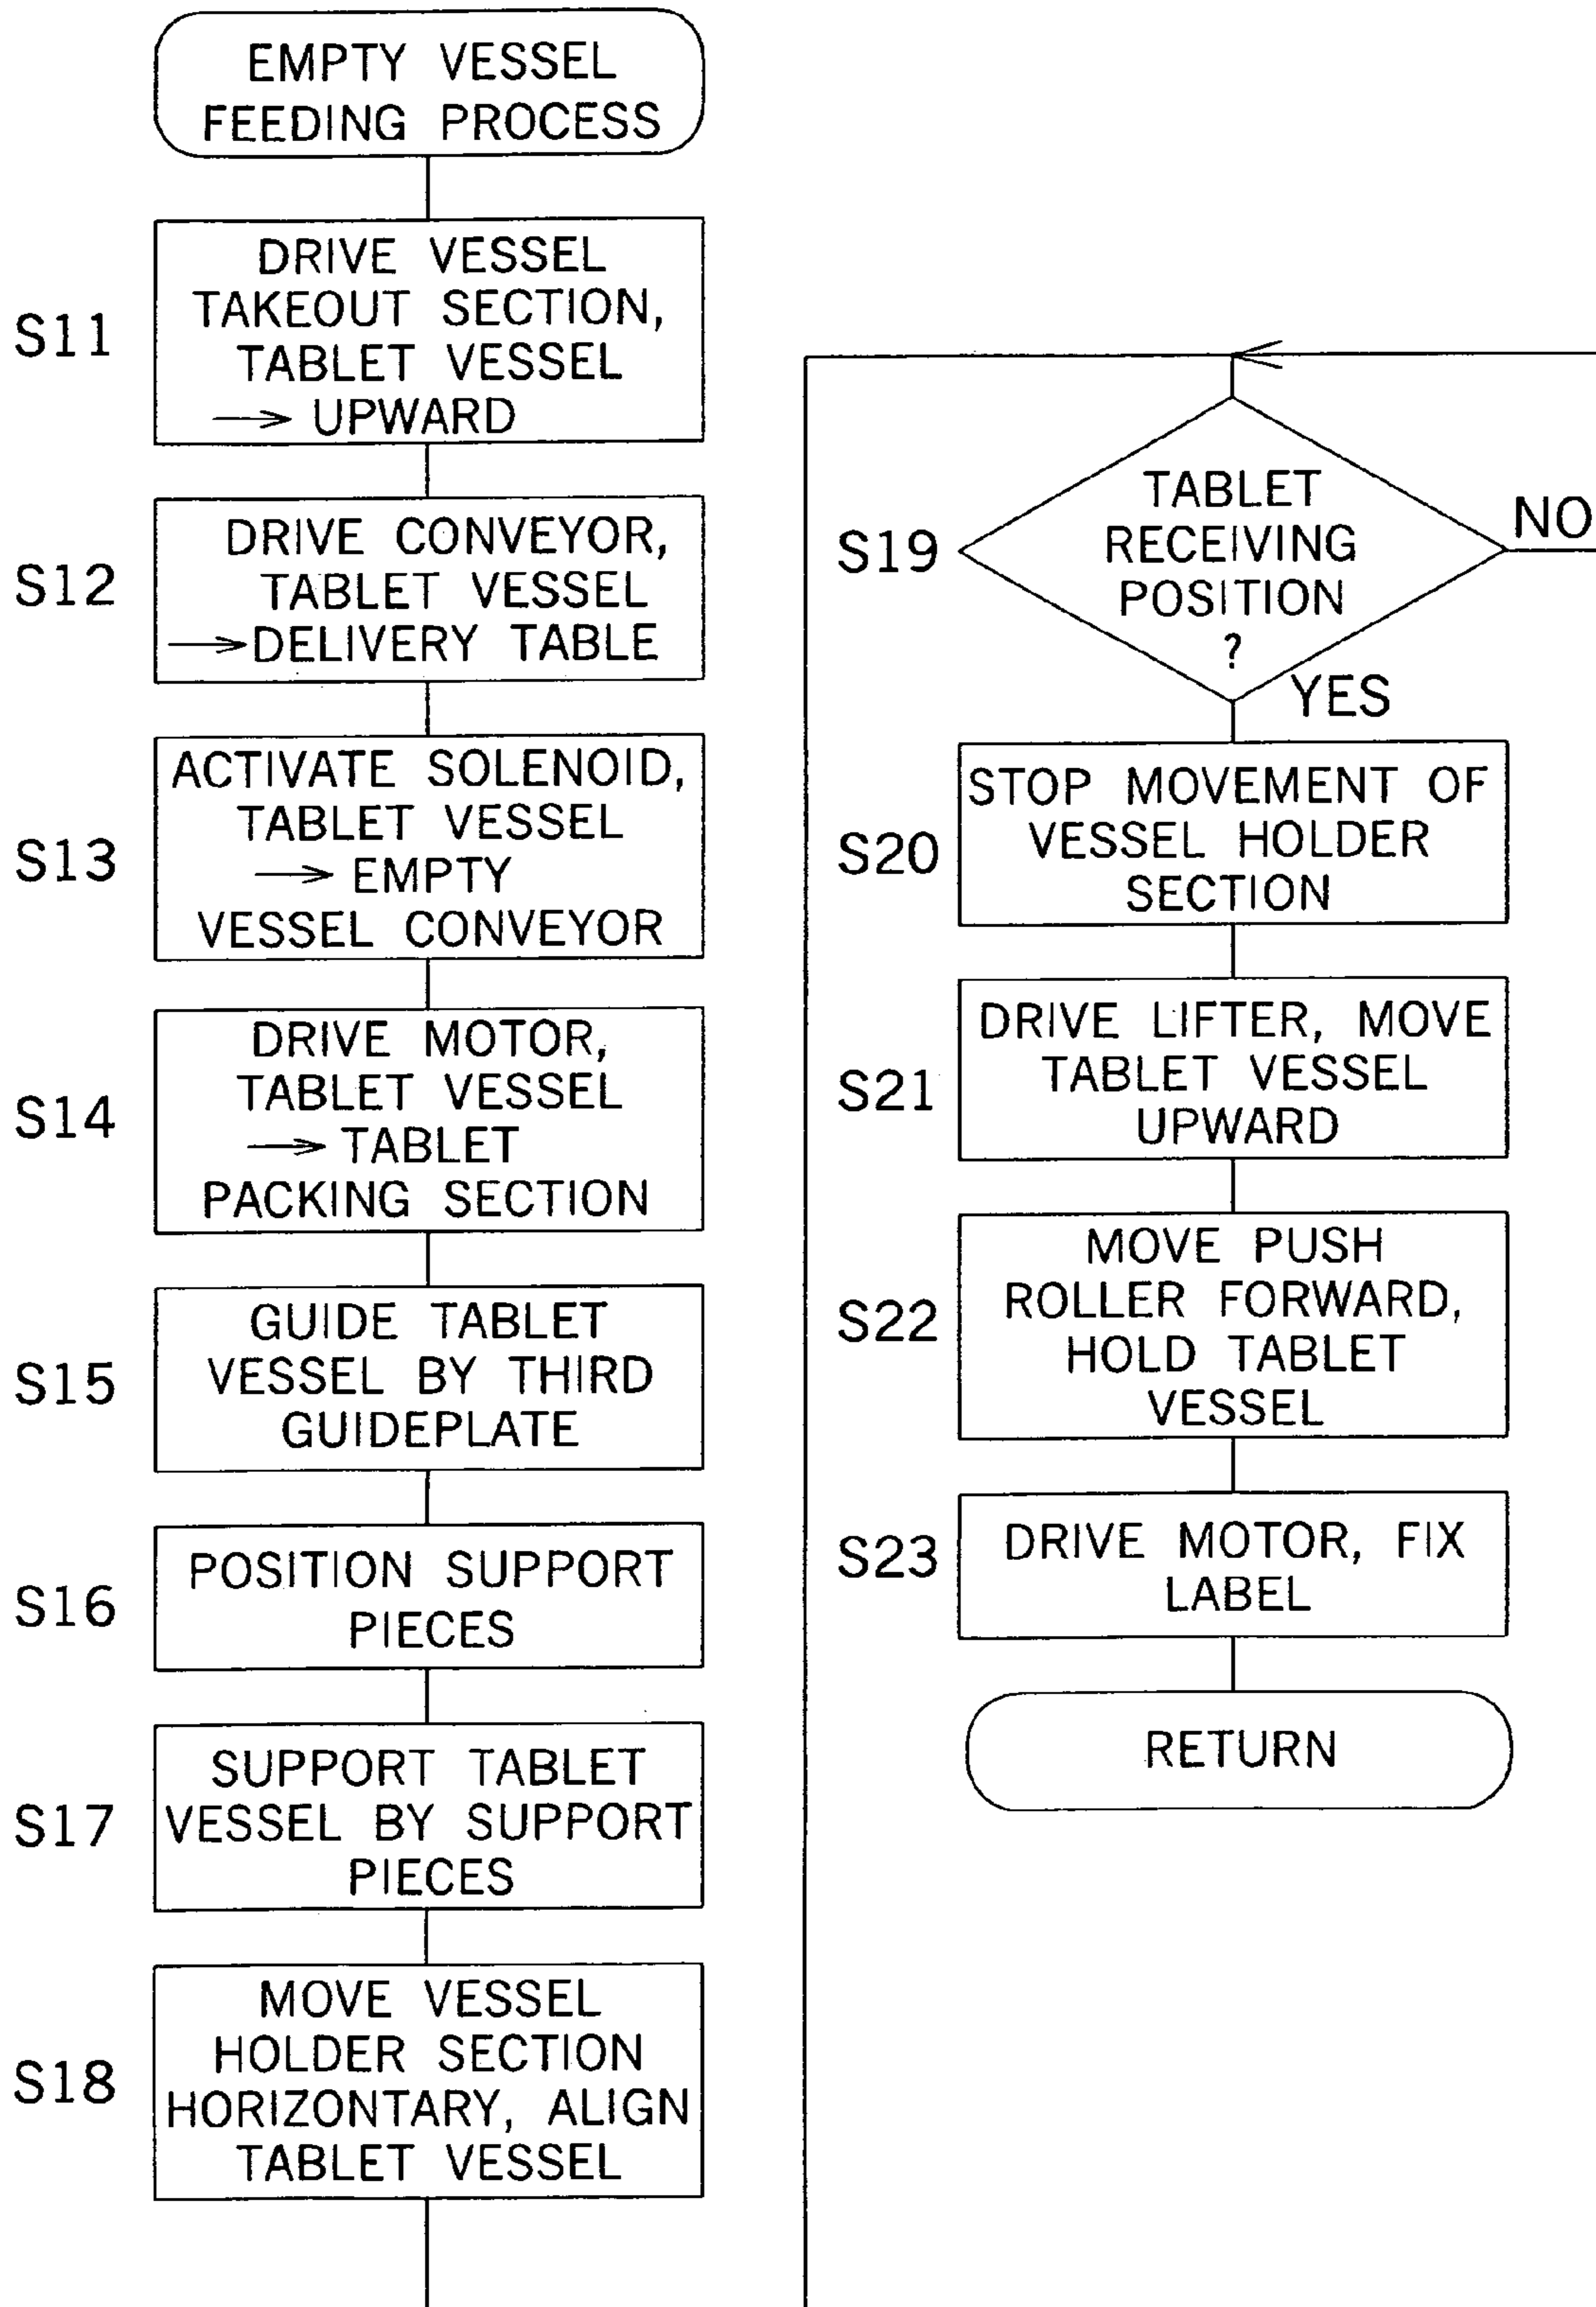 EMPTY VESSEL
FEEDING PROCESS
S11
DRIVE VESSEL
TAKEOUT SECTION,
TABLET VESSEL
→ UPWARD
S12
DRIVE CONVEYOR,
TABLET VESSEL
→DELIVERY TABLE
S13
ACTIVATE SOLENOID,
TABLET VESSEL
→ EMPTY
VESSEL CONVEYOR
S14
DRIVE MOTOR,
TABLET VESSEL
→ TABLET
PACKING SECTION
S15
GUIDE TABLET
VESSEL BY THIRD
GUIDEPLATE
S16
POSITION SUPPORT
PIECES
S17
SUPPORT TABLET
VESSEL BY SUPPORT
PIECES
S18
MOVE VESSEL
HOLDER SECTION
HORIZONTARY, ALIGN
TABLET VESSEL
S19
TABLET
RECEIVING
POSITION
?
NO
YES
S20
STOP MOVEMENT OF
VESSEL HOLDER
SECTION
S21
DRIVE LIFTER, MOVE
TABLET VESSEL
UPWARD
S22
MOVE PUSH
ROLLER FORWARD,
HOLD TABLET
VESSEL
S23
DRIVE MOTOR, FIX
LABEL
RETURN